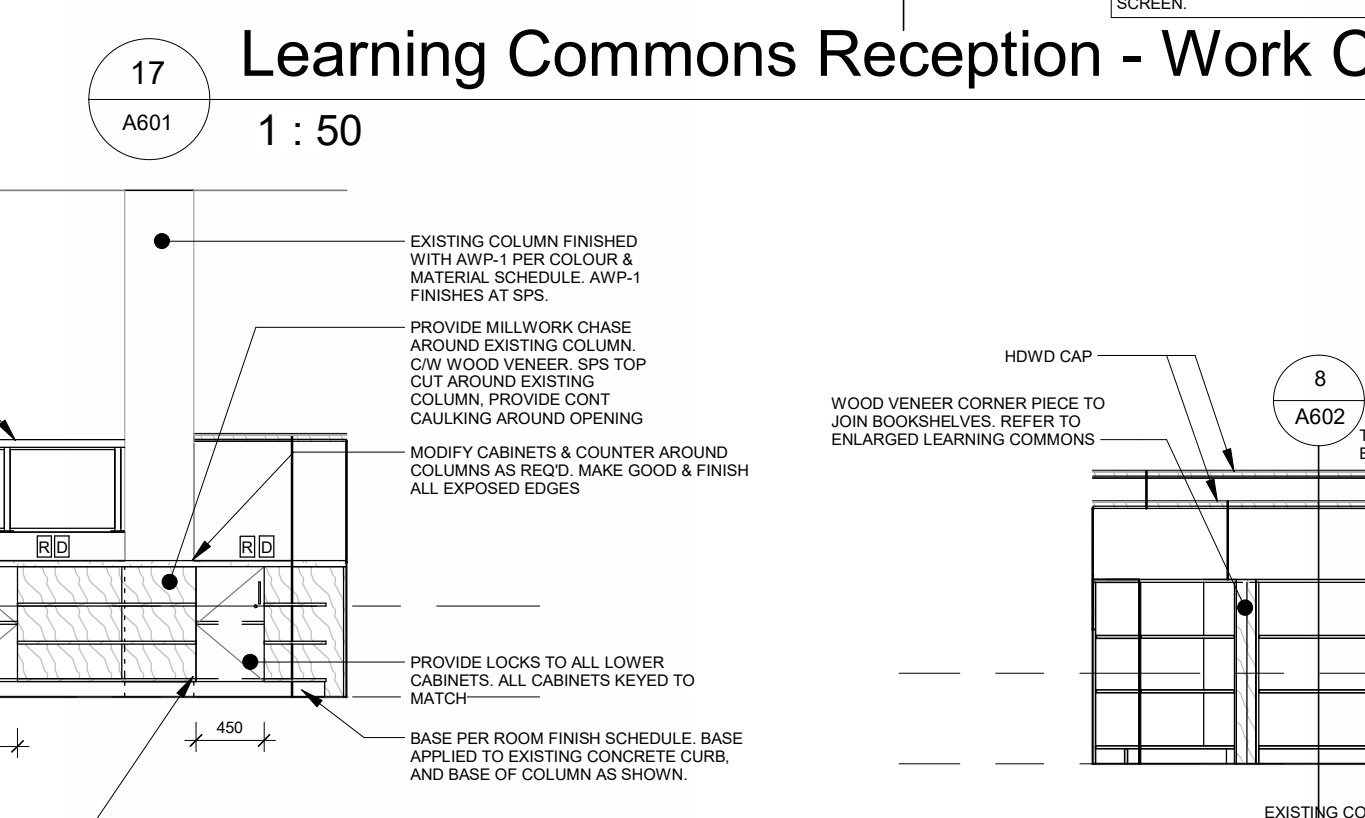 SCREEN.
17
A601
Learning Commons Reception - Work
1 : 50
EXISTING COLUMN FINISHED
WITH AWP-1 PER COLOUR &
MATERIAL SCHEDULE. AWP-1
FINISHES AT SPS.
PROVIDE MILLWORK CHASE
AROUND EXISTING COLUMN.
C/W WOOD VENEER. SPS TOP
CUT AROUND EXISTING
COLUMN, PROVIDE CONT
CAULKING AROUND OPENING
MODIFY CABINETS & COUNTER AROUND
COLUMNS AS REQ'D. MAKE GOOD & FINISH
ALL EXPOSED EDGES
R D
R D
PROVIDE LOCKS TO ALL LOWER
CABINETS. ALL CABINETS KEYED TO
MATCH
450
BASE PER ROOM FINISH SCHEDULE. BASE
APPLIED TO EXISTING CONCRETE CURB,
AND BASE OF COLUMN AS SHOWN.
HDWD CAP
WOOD VENEER CORNER PIECE TO
JOIN BOOKSHELVES. REFER TO
ENLARGED LEARNING COMMONS
8
A602
EXISTING